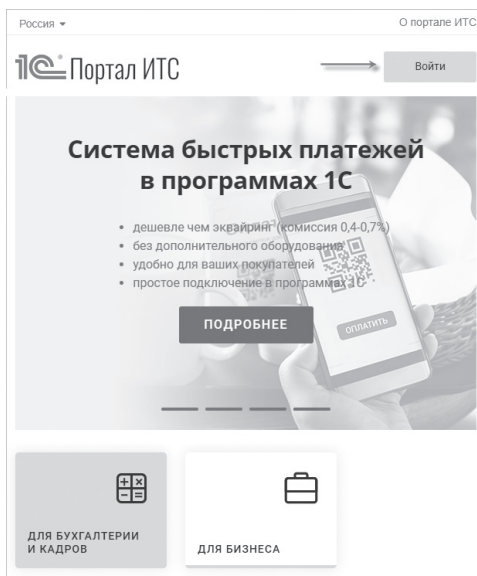 Россия
О портале ИТС
1С Портал ИТС
Войти
Система быстрых платежей
в программах 1С
• дешевле чем эквайринг (комиссия 0,4-0,7%)
• без дополнительного оборудования
• удобно для ваших покупателей
• простое подключение в программах 1С
ПОДРОБНЕЕ
ОПЛАТИТЬ
ДЛЯ БУХГАЛТЕРИИ
И КАДРОВ
ДЛЯ БИЗНЕСА